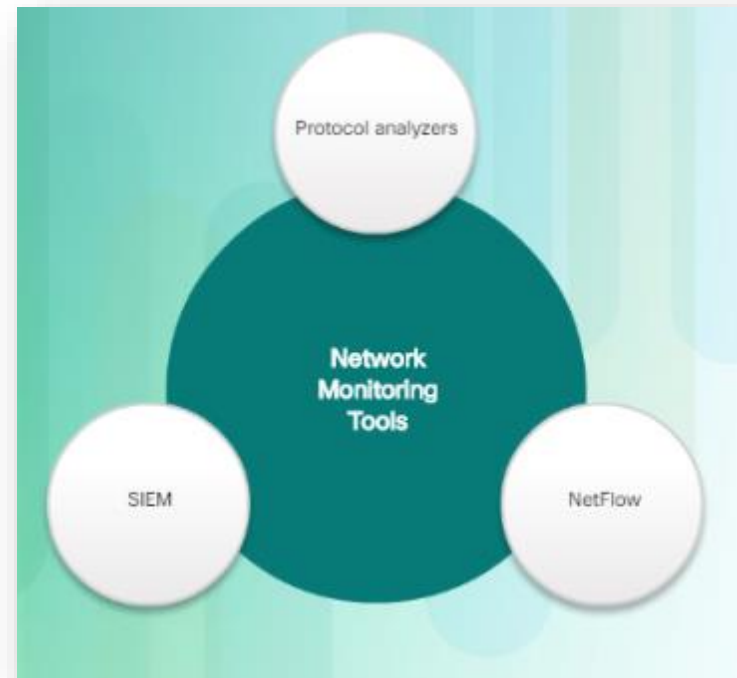 Protocol analyzers
Network
Monitoring
Tools
SIEM
NetFlow